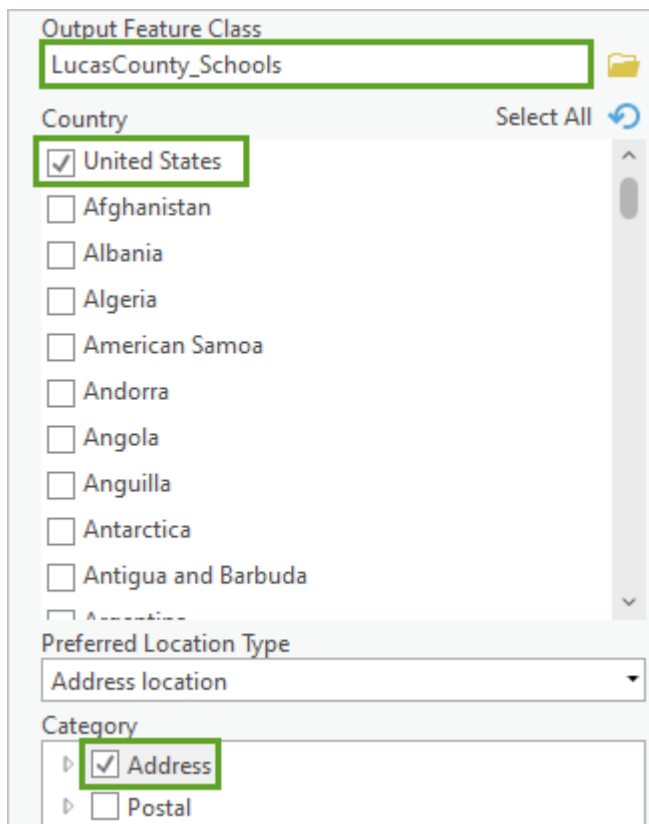 Output Feature Class
LucasCounty_Schools
Country Select All
United States
Afghanistan
Albania
Algeria
American Samoa
Andorra
Angola
Anguilla
Antarctica
Antigua and Barbuda
Preferred Location Type
Address location
Category
Address
Postal